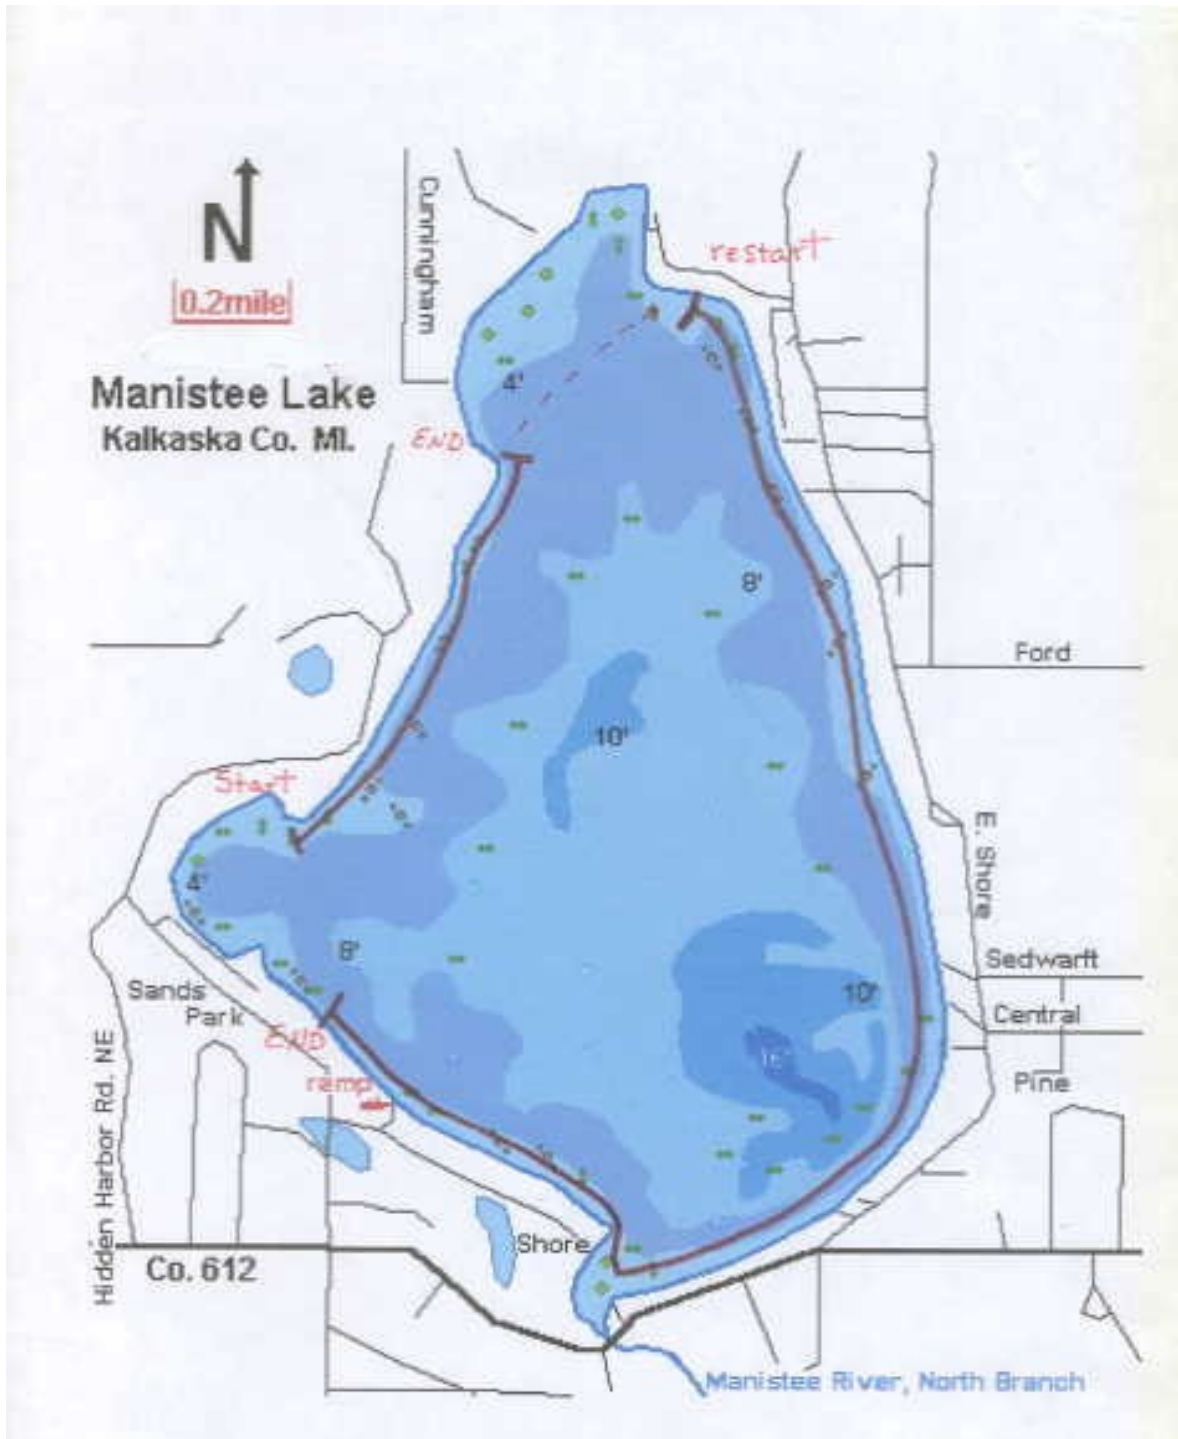 Cunningham
N
restart
0.2mile
4'
Manistee Lake
Kalkaska Co. MI.
END
8'
Ford
10'
Start
E. Shore
4'
8'
Sedwartt
Sands
Park
10'
Central
END
ramp
Pine
Hidden Harbor Rd. NE
Shore
Co. 612
Manistee River, North Branch